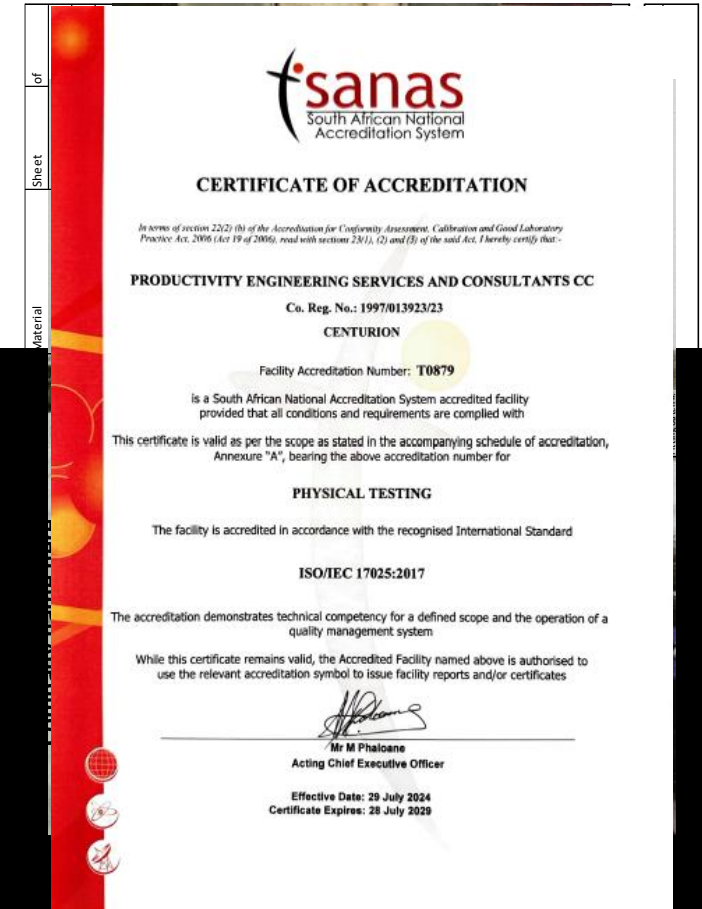 of
Sheet
Material
sanas
South African National
Accreditation System
CERTIFICATE OF ACCREDITATION
In terms of section 22(2) (b) of the Accreditation for Conformity Assessment, Calibration and Good Laboratory
Practice Act, 2006 (Act 19 of 2006), read with sections 23(1), (2) and (3) of the said Act, I hereby certify that:-
PRODUCTIVITY ENGINEERING SERVICES AND CONSULTANTS CC
Co. Reg. No.: 1997/013923/23
CENTURION
Facility Accreditation Number: T0879
is a South African National Accreditation System accredited facility
provided that all conditions and requirements are complied with
This certificate is valid as per the scope as stated in the accompanying schedule of accreditation,
Annexure "A", bearing the above accreditation number for
PHYSICAL TESTING
The facility is accredited in accordance with the recognised International Standard
ISO/IEC 17025:2017
The accreditation demonstrates technical competency for a defined scope and the operation of a
quality management system
While this certificate remains valid, the Accredited Facility named above is authorised to
use the relevant accreditation symbol to issue facility reports and/or certificates
Mr M Phaloane
Acting Chief Executive Officer
Effective Date: 29 July 2024
Certificate Expires: 28 July 2029